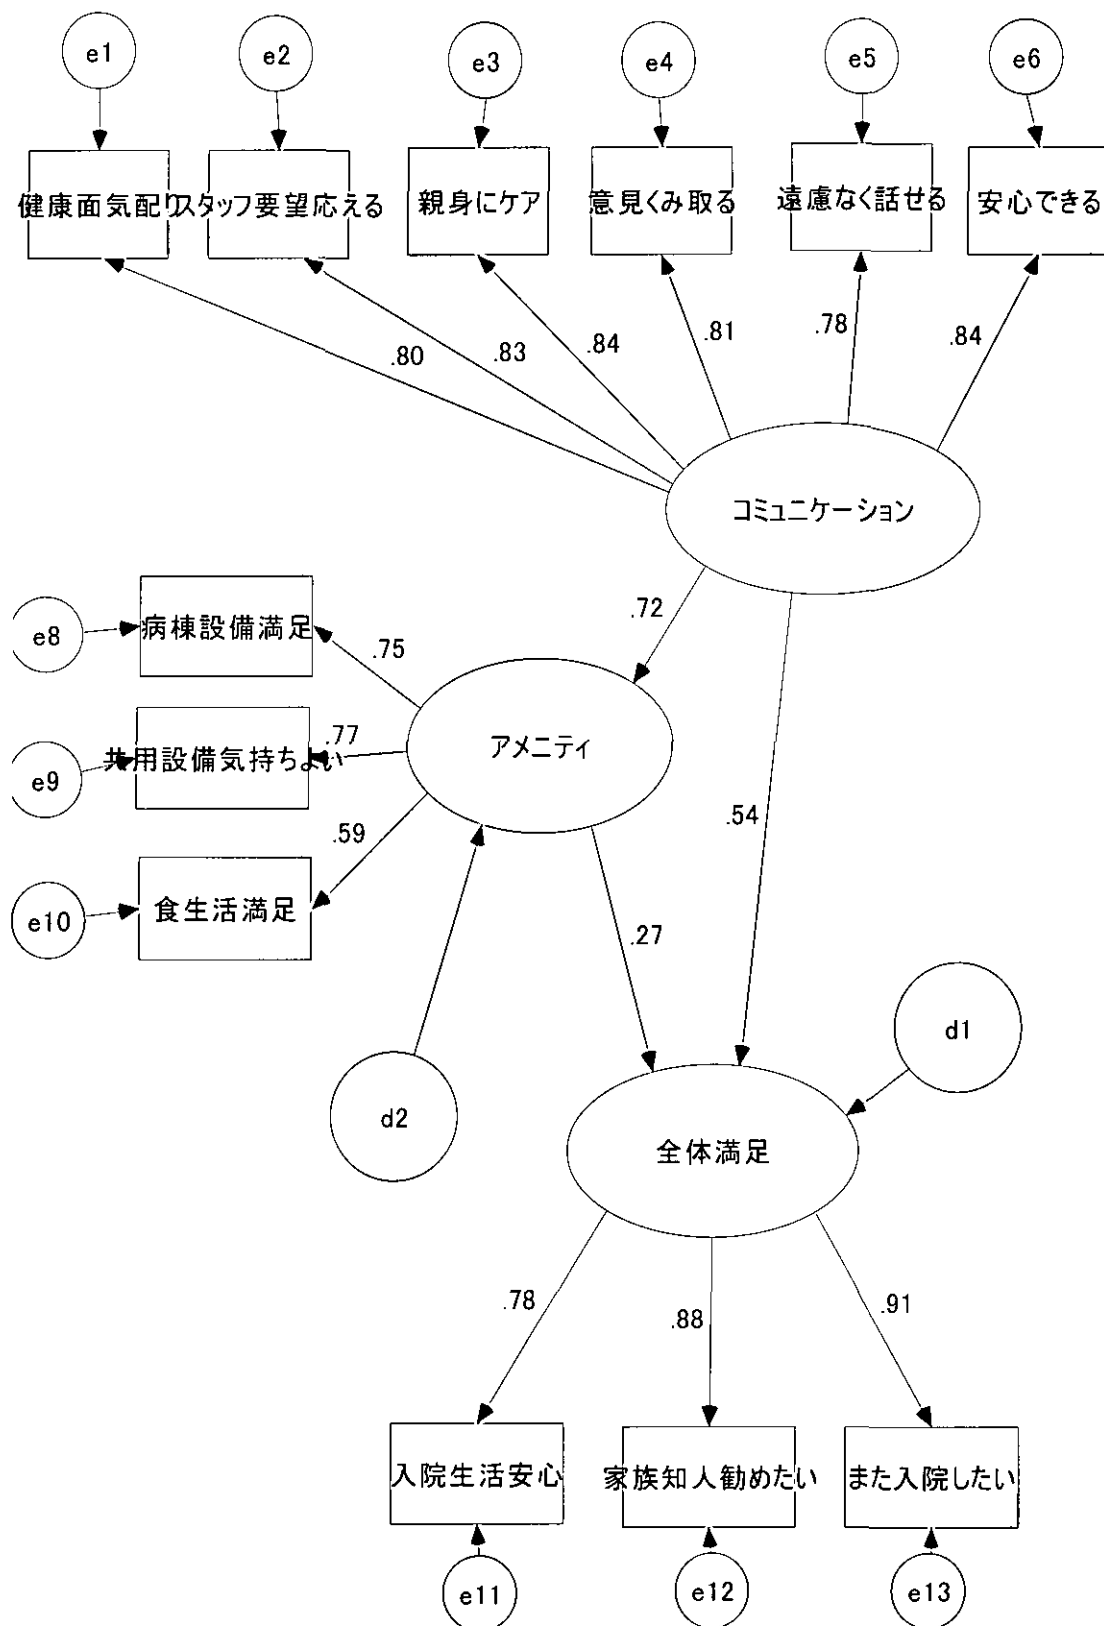 e1
e2
e3
e4
e5
e6
健康面気配り
スタッフ要望応える
親身にケア
意見くみ取る
遠慮なく話せる
安心できる
.80
.83
.84
.81
.78
.84
コミュニケーション
e8
病棟設備満足
.75
.72
e9
共用設備気持ちよい
.77
アメニティ
e10
食生活満足
.59
.54
.27
d2
d1
全体満足
.78
.88
.91
入院生活安心
家族知人勧めたい
また入院したい
e11
e12
e13